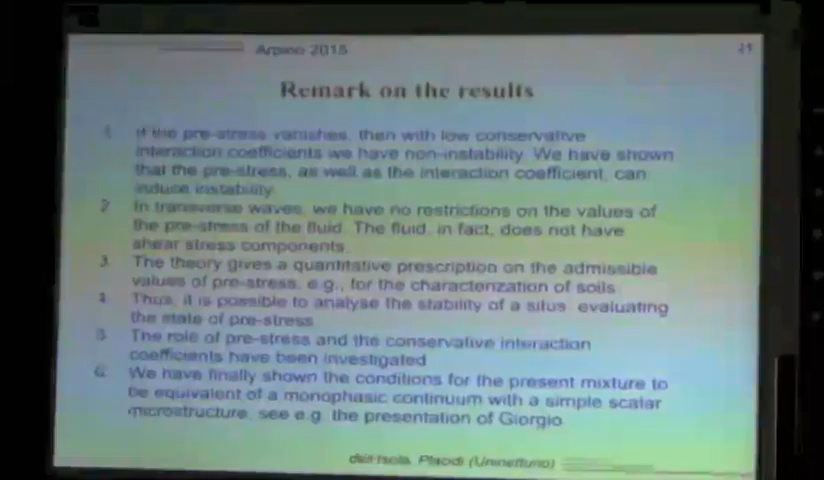 Arpino 2015
21
Remark on the results
1. If the pre-stress vanishes, then with low conservative
interaction coefficients we have non-instability. We have shown
that the pre-stress, as well as the interaction coefficient, can
induce instability.
2. In transverse waves, we have no restrictions on the values of
the pre-stress of the fluid. The fluid, in fact, does not have
shear stress components.
3. The theory gives a quantitative prescription on the admissible
values of pre-stress, e.g., for the characterization of soils
4. Thus, it is possible to analyse the stability of a situs evaluating
the state of pre-stress
5. The role of pre-stress and the conservative interaction
coefficients have been investigated
6. We have finally shown the conditions for the present mixture to
be equivalent of a monophasic continuum with a simple scalar
microstructure, see e.g. the presentation of Giorgio
dell'Isola, Placidi (Uninettuno)